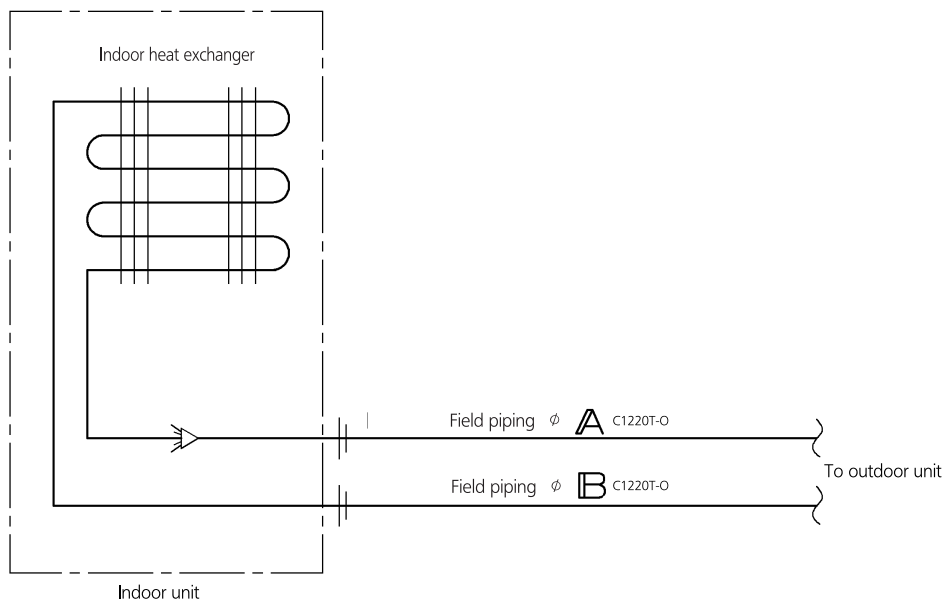 Indoor heat exchanger
Field piping ϕ A C1220T-O
To outdoor unit
Field piping ϕ B C1220T-O
Indoor unit